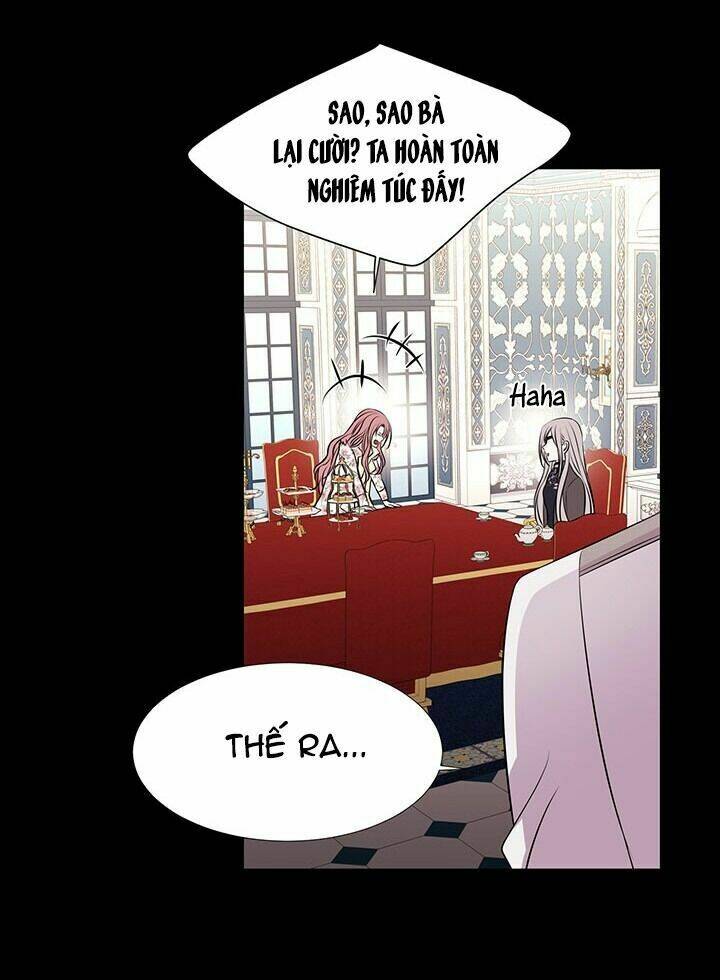 SAO, SAO BÀ
LẠI CƯỜI? TA HOÀN TOÀN
NGHIÊM TÚC ĐẤY!
Haha
THẾ RA...